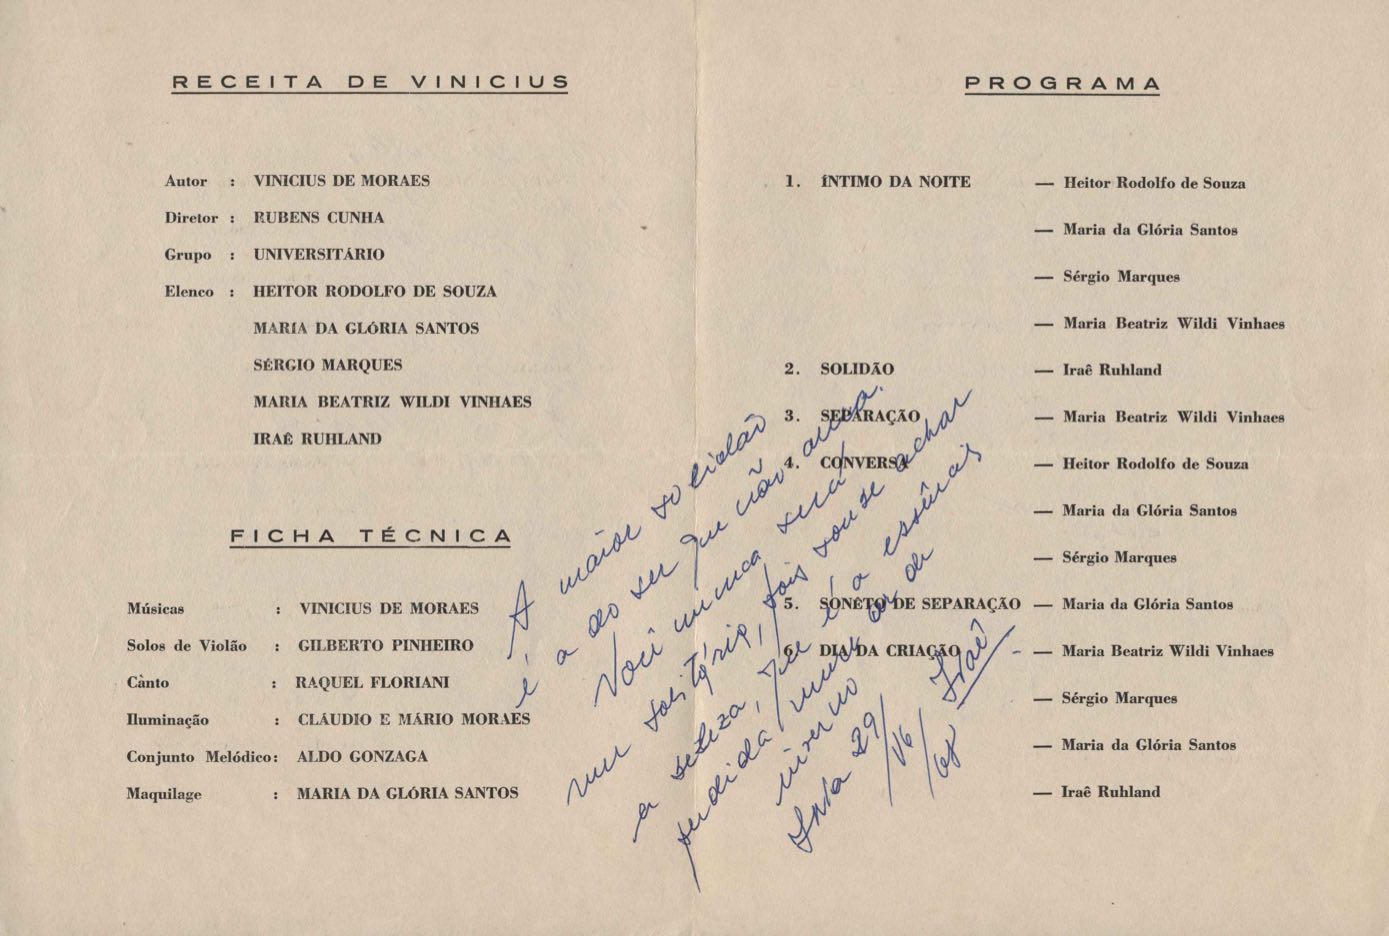 RECEITA DE VINICIUS
Autor : VINICIUS DE MORAES
Diretor : RUBENS CUNHA
Grupo : UNIVERSITÁRIO
Elenco : HEITOR RODOLFO DE SOUZA
MARIA DA GLÓRIA SANTOS
SÉRGIO MARQUES
MARIA BEATRIZ WILDI VINHAES
IRAÊ RUHLAND
FICHA TÉCNICA
Músicas : VINICIUS DE MORAES
Solos de Violão : GILBERTO PINHEIRO
Cânto : RAQUEL FLORIANI
Iluminação : CLÁUDIO E MÁRIO MORAES
Conjunto Melódico: ALDO GONZAGA
Maquilage : MARIA DA GLÓRIA SANTOS
PROGRAMA
1. ÍNTIMO DA NOITE — Heitor Rodolfo de Souza
— Maria da Glória Santos
— Sérgio Marques
— Maria Beatriz Wildi Vinhaes
2. SOLIDÃO — Iraê Ruhland
3. SEPARAÇÃO — Maria Beatriz Wildi Vinhaes
4. CONVERSA — Heitor Rodolfo de Souza
— Maria da Glória Santos
— Sérgio Marques
5. SONÊTO DE SEPARAÇÃO — Maria da Glória Santos
6. DIA DA CRIAÇÃO — Maria Beatriz Wildi Vinhaes
— Sérgio Marques
— Maria da Glória Santos
— Iraê Ruhland
A maior solidão
é a do ser que não ama.
Você nunca será
um solitário, pois soube achar
a beleza, que é a essência
perdida
inverno
29/06/68 Iraê